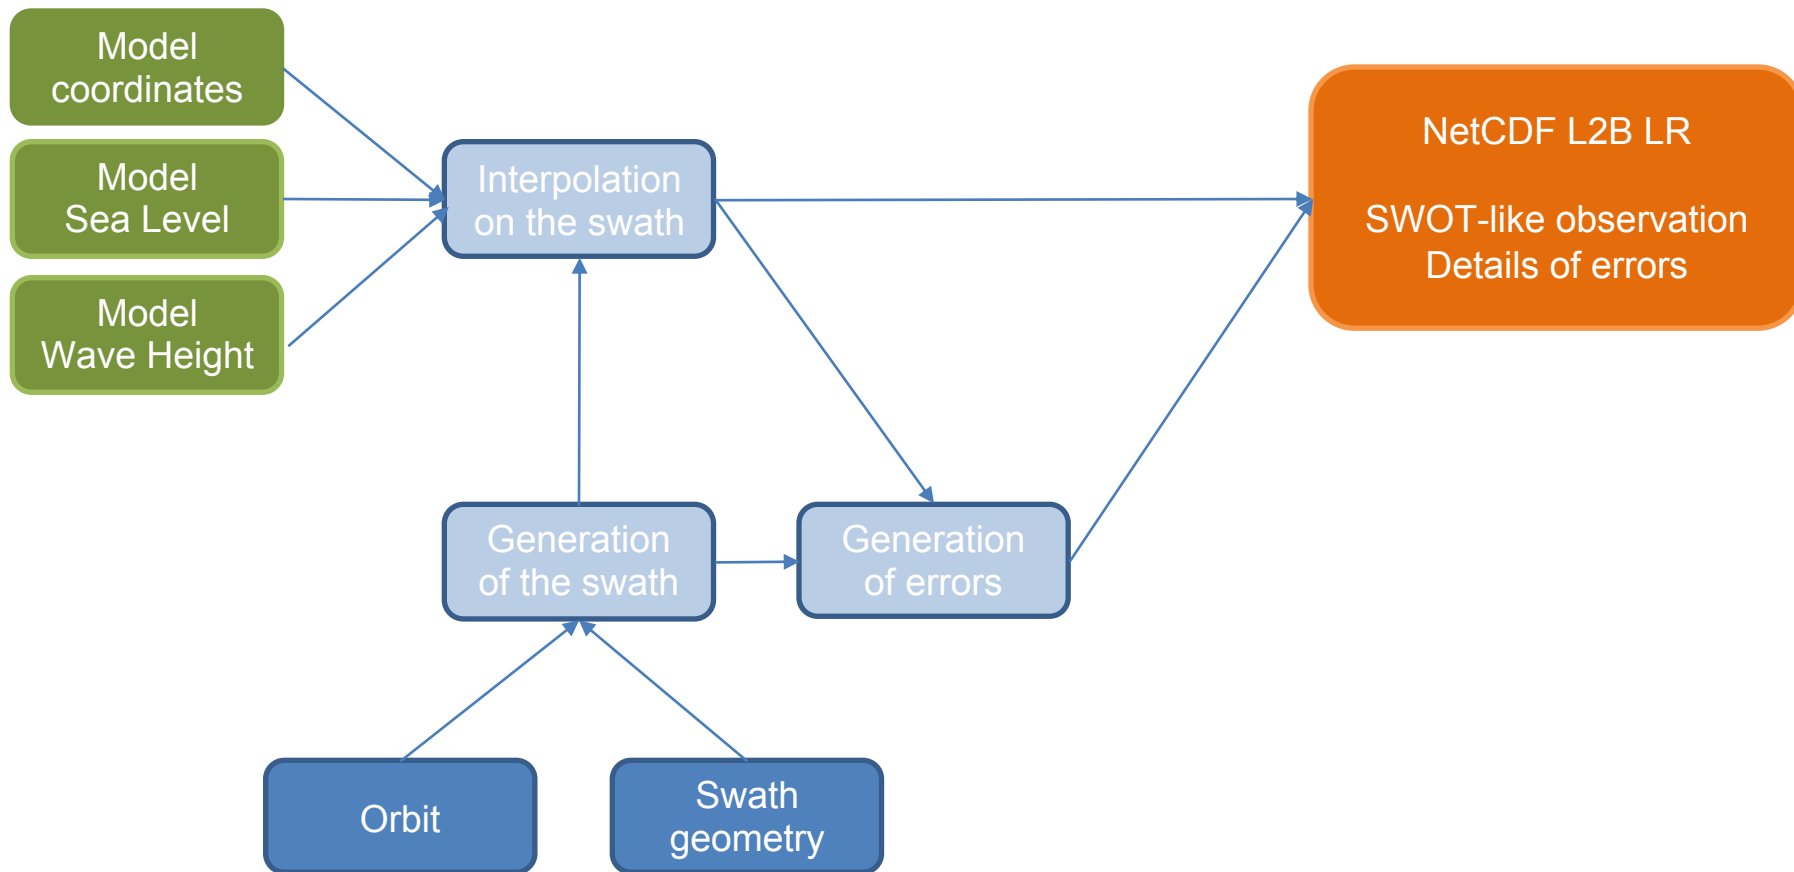 Model
coordinates
Model
Sea Level
Model
Wave Height
Interpolation
on the swath
NetCDF L2B LR
SWOT-like observation
Details of errors
Generation
of the swath
Generation
of errors
Orbit
Swath
geometry